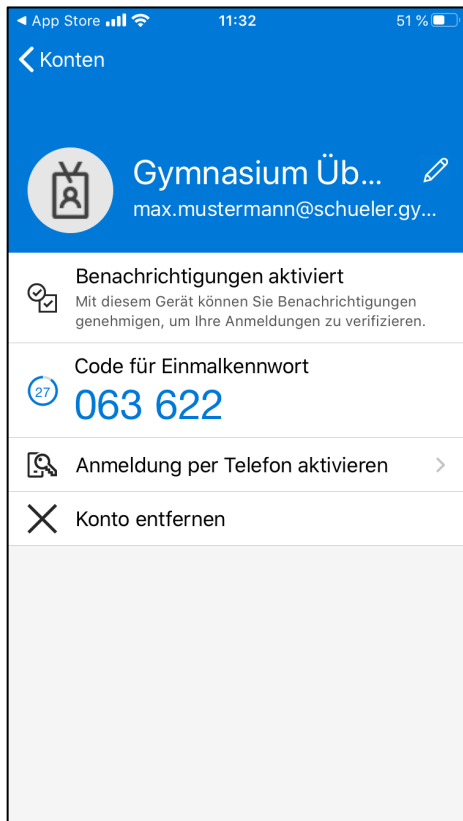 ◀ App Store 11:32 51 %
Konten
Gymnasium Üb...
max.mustermann@schueler.gy...
Benachrichtigungen aktiviert
Mit diesem Gerät können Sie Benachrichtigungen
genehmigen, um Ihre Anmeldungen zu verifizieren.
Code für Einmalkennwort
27
063 622
Anmeldung per Telefon aktivieren
Konto entfernen